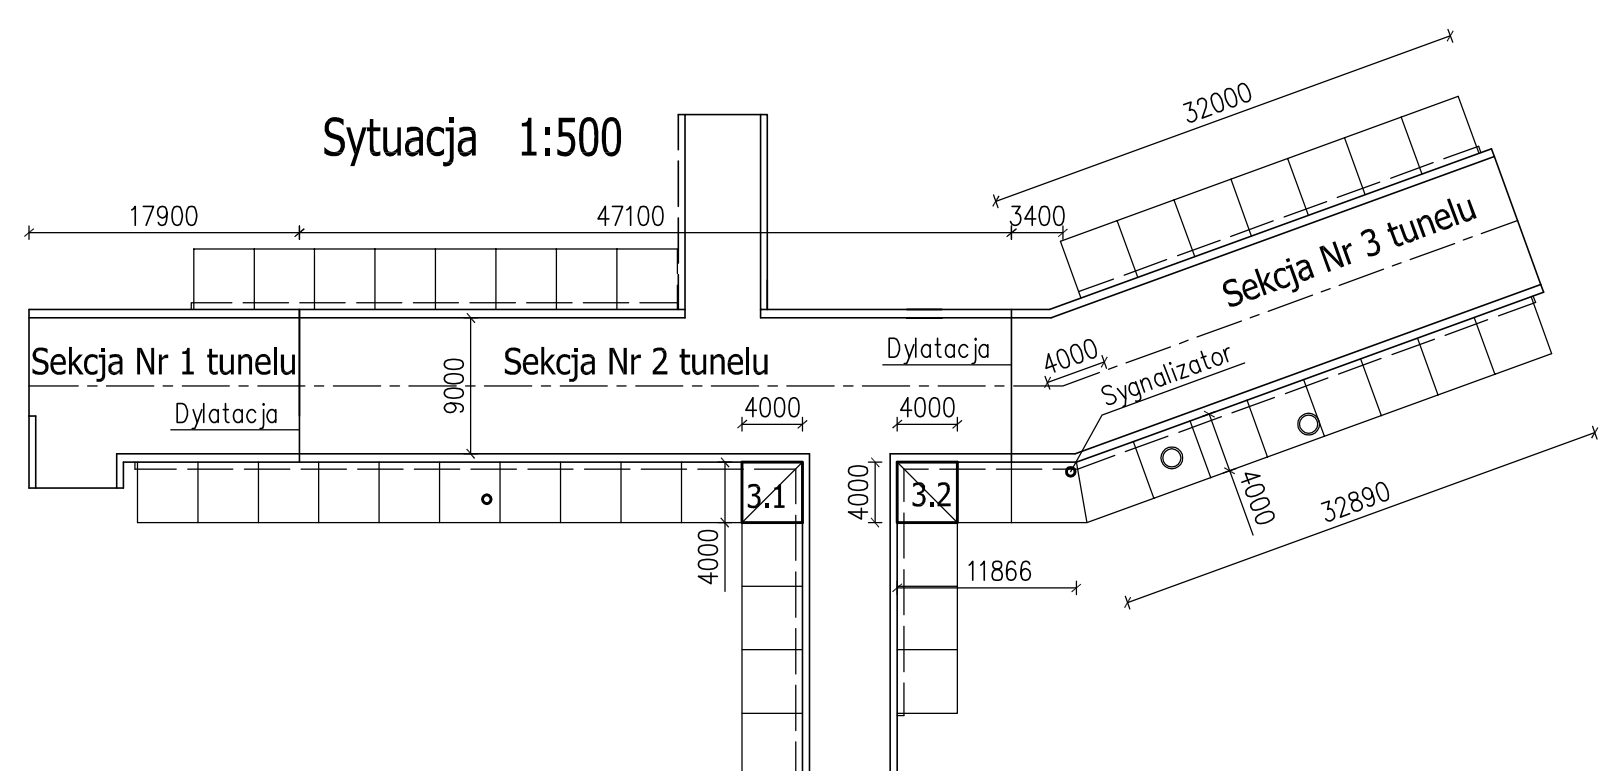 32000
Sytuacja 1:500
17900
47100
3400
Sekcja Nr 3 tunelu
Sekcja Nr 1 tunelu
Sekcja Nr 2 tunelu
Dylatacja
4000
Sygnalizator
9000
Dylatacja
4000
4000
3.1
4000
3.2
4000
32890
4000
11866